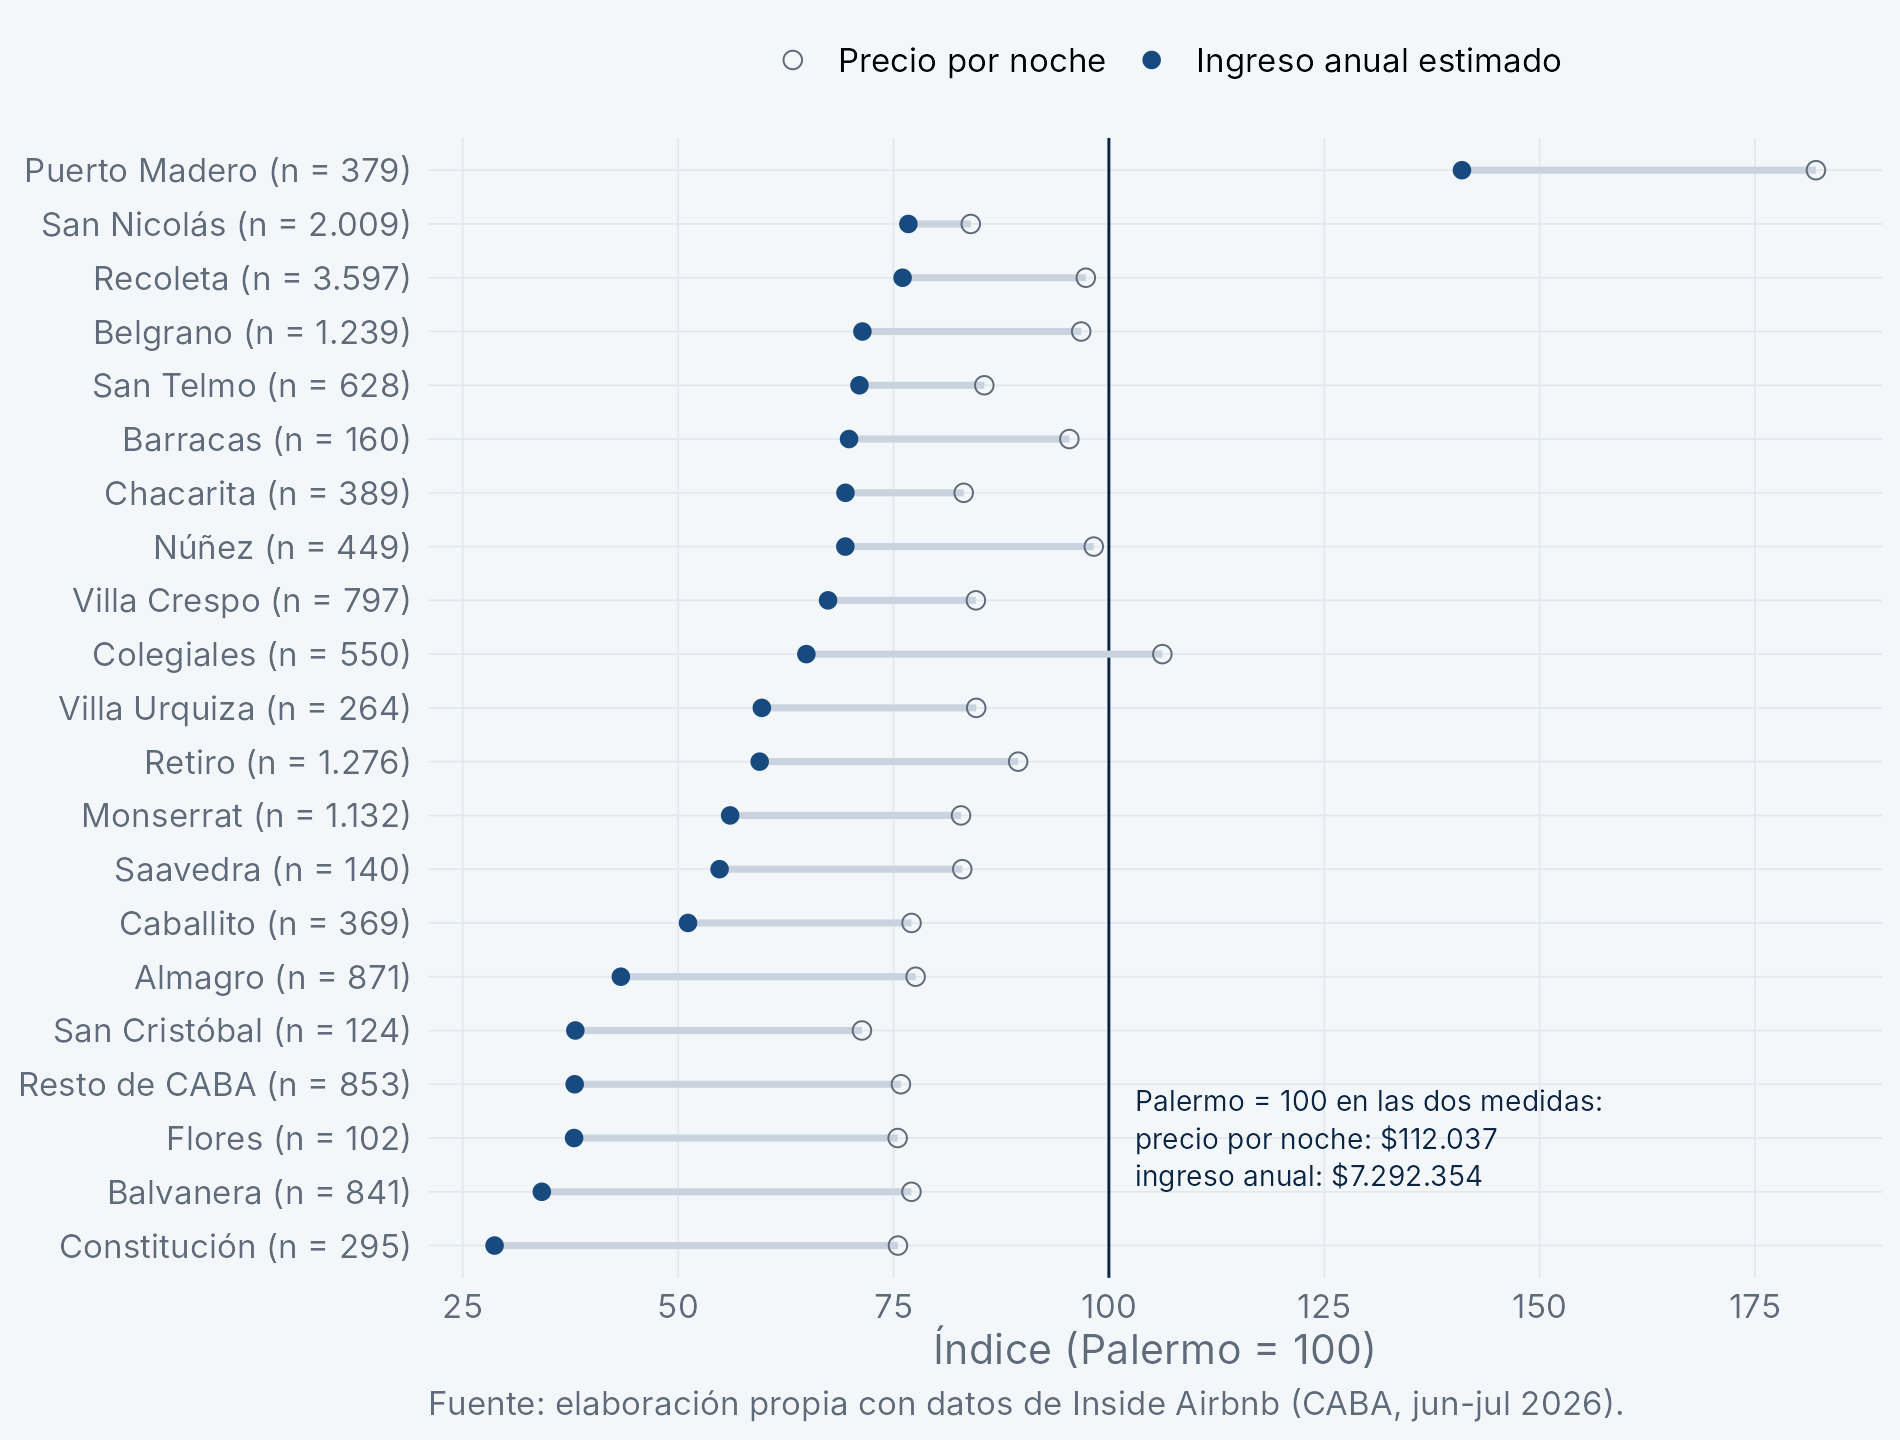 Precio por noche Ingreso anual estimado
Puerto Madero (n = 379)
San Nicolás (n = 2.009)
Recoleta (n = 3.597)
Belgrano (n = 1.239)
San Telmo (n = 628)
Barracas (n = 160)
Chacarita (n = 389)
Núñez (n = 449)
Villa Crespo (n = 797)
Colegiales (n = 550)
Villa Urquiza (n = 264)
Retiro (n = 1.276)
Monserrat (n = 1.132)
Saavedra (n = 140)
Caballito (n = 369)
Almagro (n = 871)
San Cristóbal (n = 124)
Resto de CABA (n = 853)
Flores (n = 102)
Balvanera (n = 841)
Constitución (n = 295)
Palermo = 100 en las dos medidas:
precio por noche: $112.037
ingreso anual: $7.292.354
25 50 75 100 125 150 175
Índice (Palermo = 100)
Fuente: elaboración propia con datos de Inside Airbnb (CABA, jun-jul 2026).